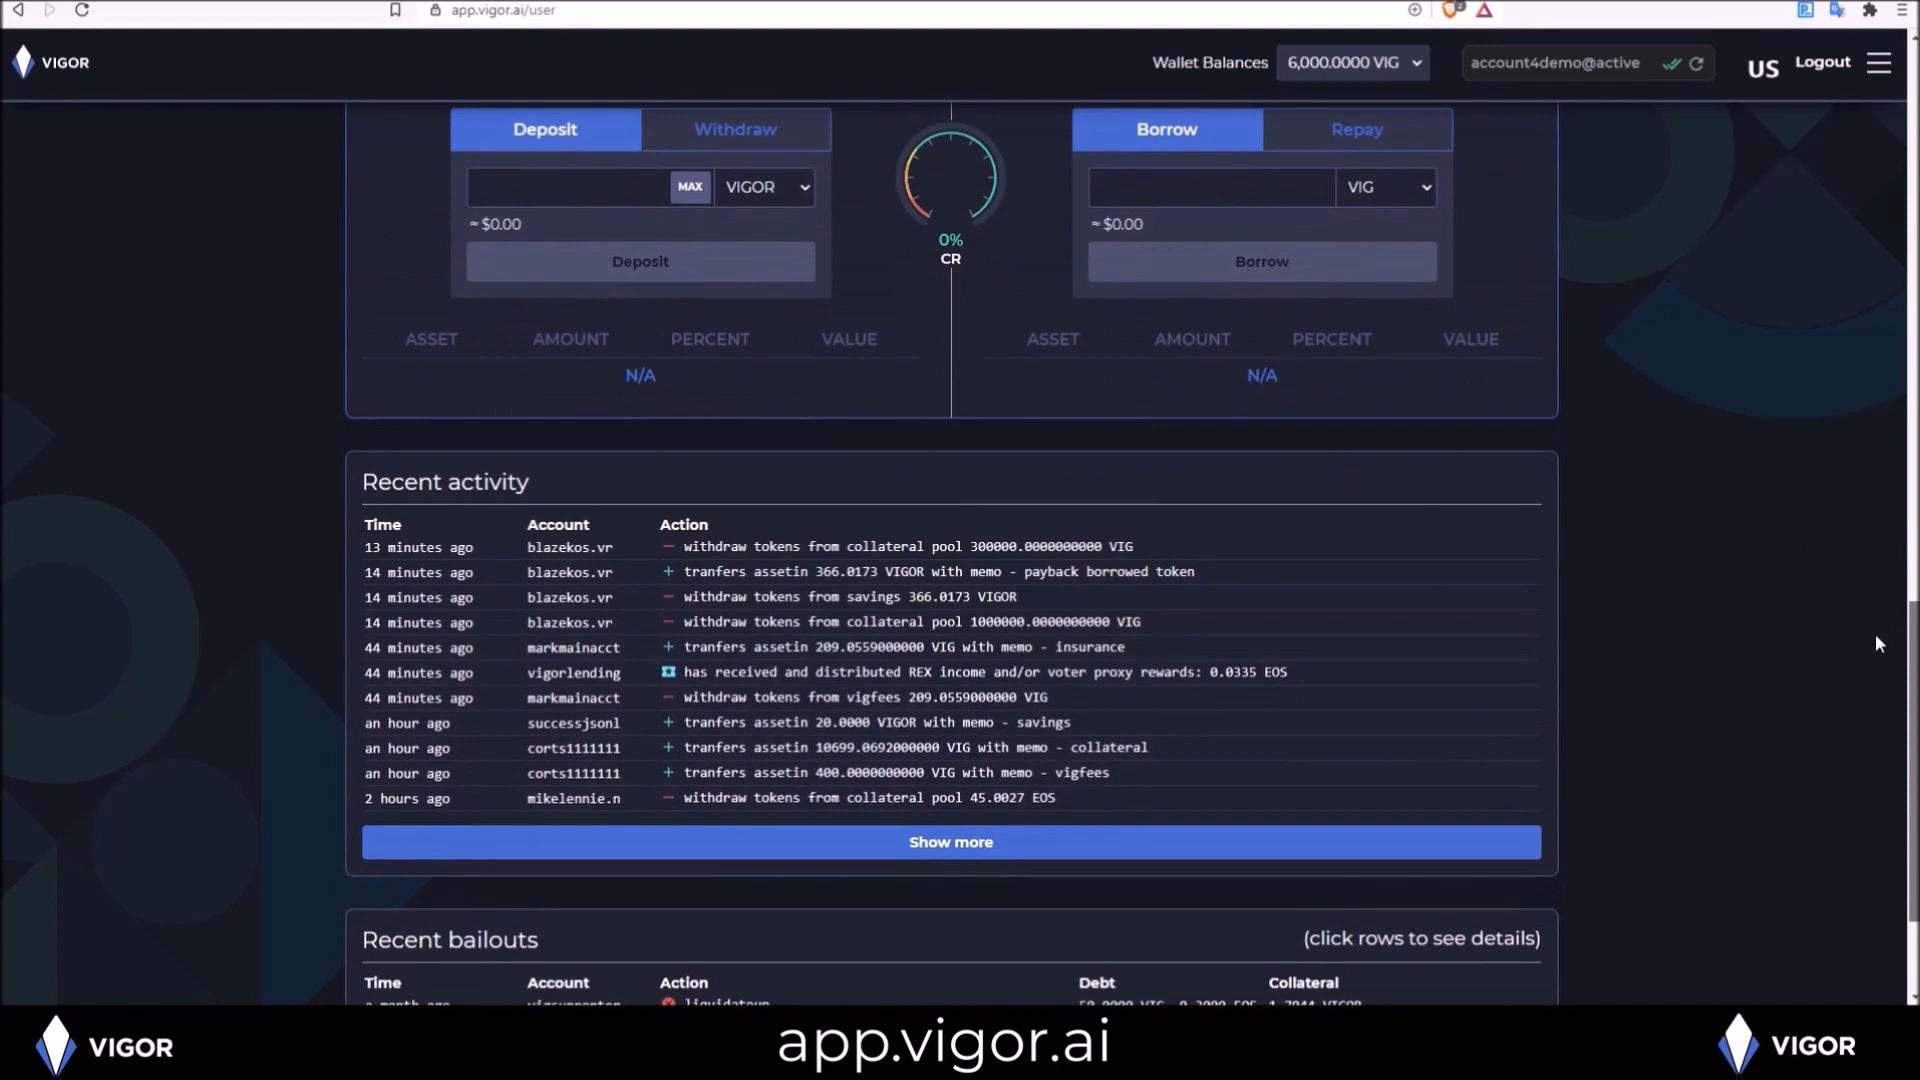 app.vigor.ai/user
VIGOR
Wallet Balances
6,000.0000 VIG
account4demo@active
US
Logout
Deposit
Withdraw
MAX
VIGOR
≈ $0.00
Deposit
0%
CR
Borrow
Repay
VIG
≈ $0.00
Borrow
ASSET AMOUNT PERCENT VALUE
N/A
ASSET AMOUNT PERCENT VALUE
N/A
Recent activity
Time Account Action
13 minutes ago blazekos.vr − withdraw tokens from collateral pool 300000.0000000000 VIG
14 minutes ago blazekos.vr + tranfers assetin 366.0173 VIGOR with memo - payback borrowed token
14 minutes ago blazekos.vr − withdraw tokens from savings 366.0173 VIGOR
14 minutes ago blazekos.vr − withdraw tokens from collateral pool 1000000.0000000000 VIG
44 minutes ago markmainacct + tranfers assetin 209.0559000000 VIG with memo - insurance
44 minutes ago vigorlending has received and distributed REX income and/or voter proxy rewards: 0.0335 EOS
44 minutes ago markmainacct − withdraw tokens from vigfees 209.0559000000 VIG
an hour ago successjsonl + tranfers assetin 20.0000 VIGOR with memo - savings
an hour ago corts1111111 + tranfers assetin 10699.0692000000 VIG with memo - collateral
an hour ago corts1111111 + tranfers assetin 400.0000000000 VIG with memo - vigfees
2 hours ago mikelennie.n − withdraw tokens from collateral pool 45.0027 EOS
Show more
Recent bailouts
(click rows to see details)
Time Account Action Debt Collateral
VIGOR
app.vigor.ai
VIGOR